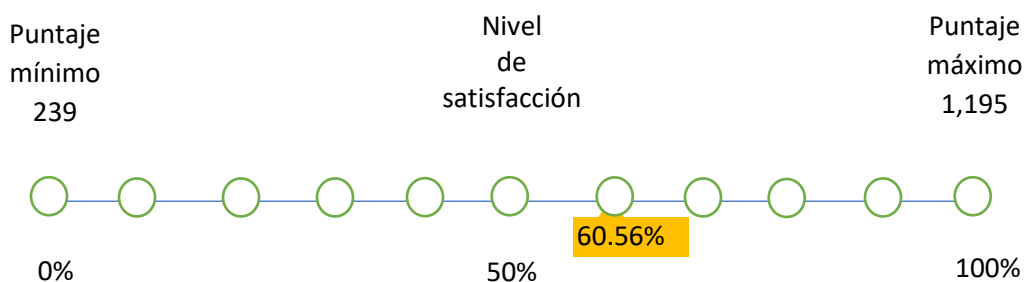 Puntaje
mínimo
239
Nivel
de
satisfacción
Puntaje
máximo
1,195
60.56%
0%
50%
100%